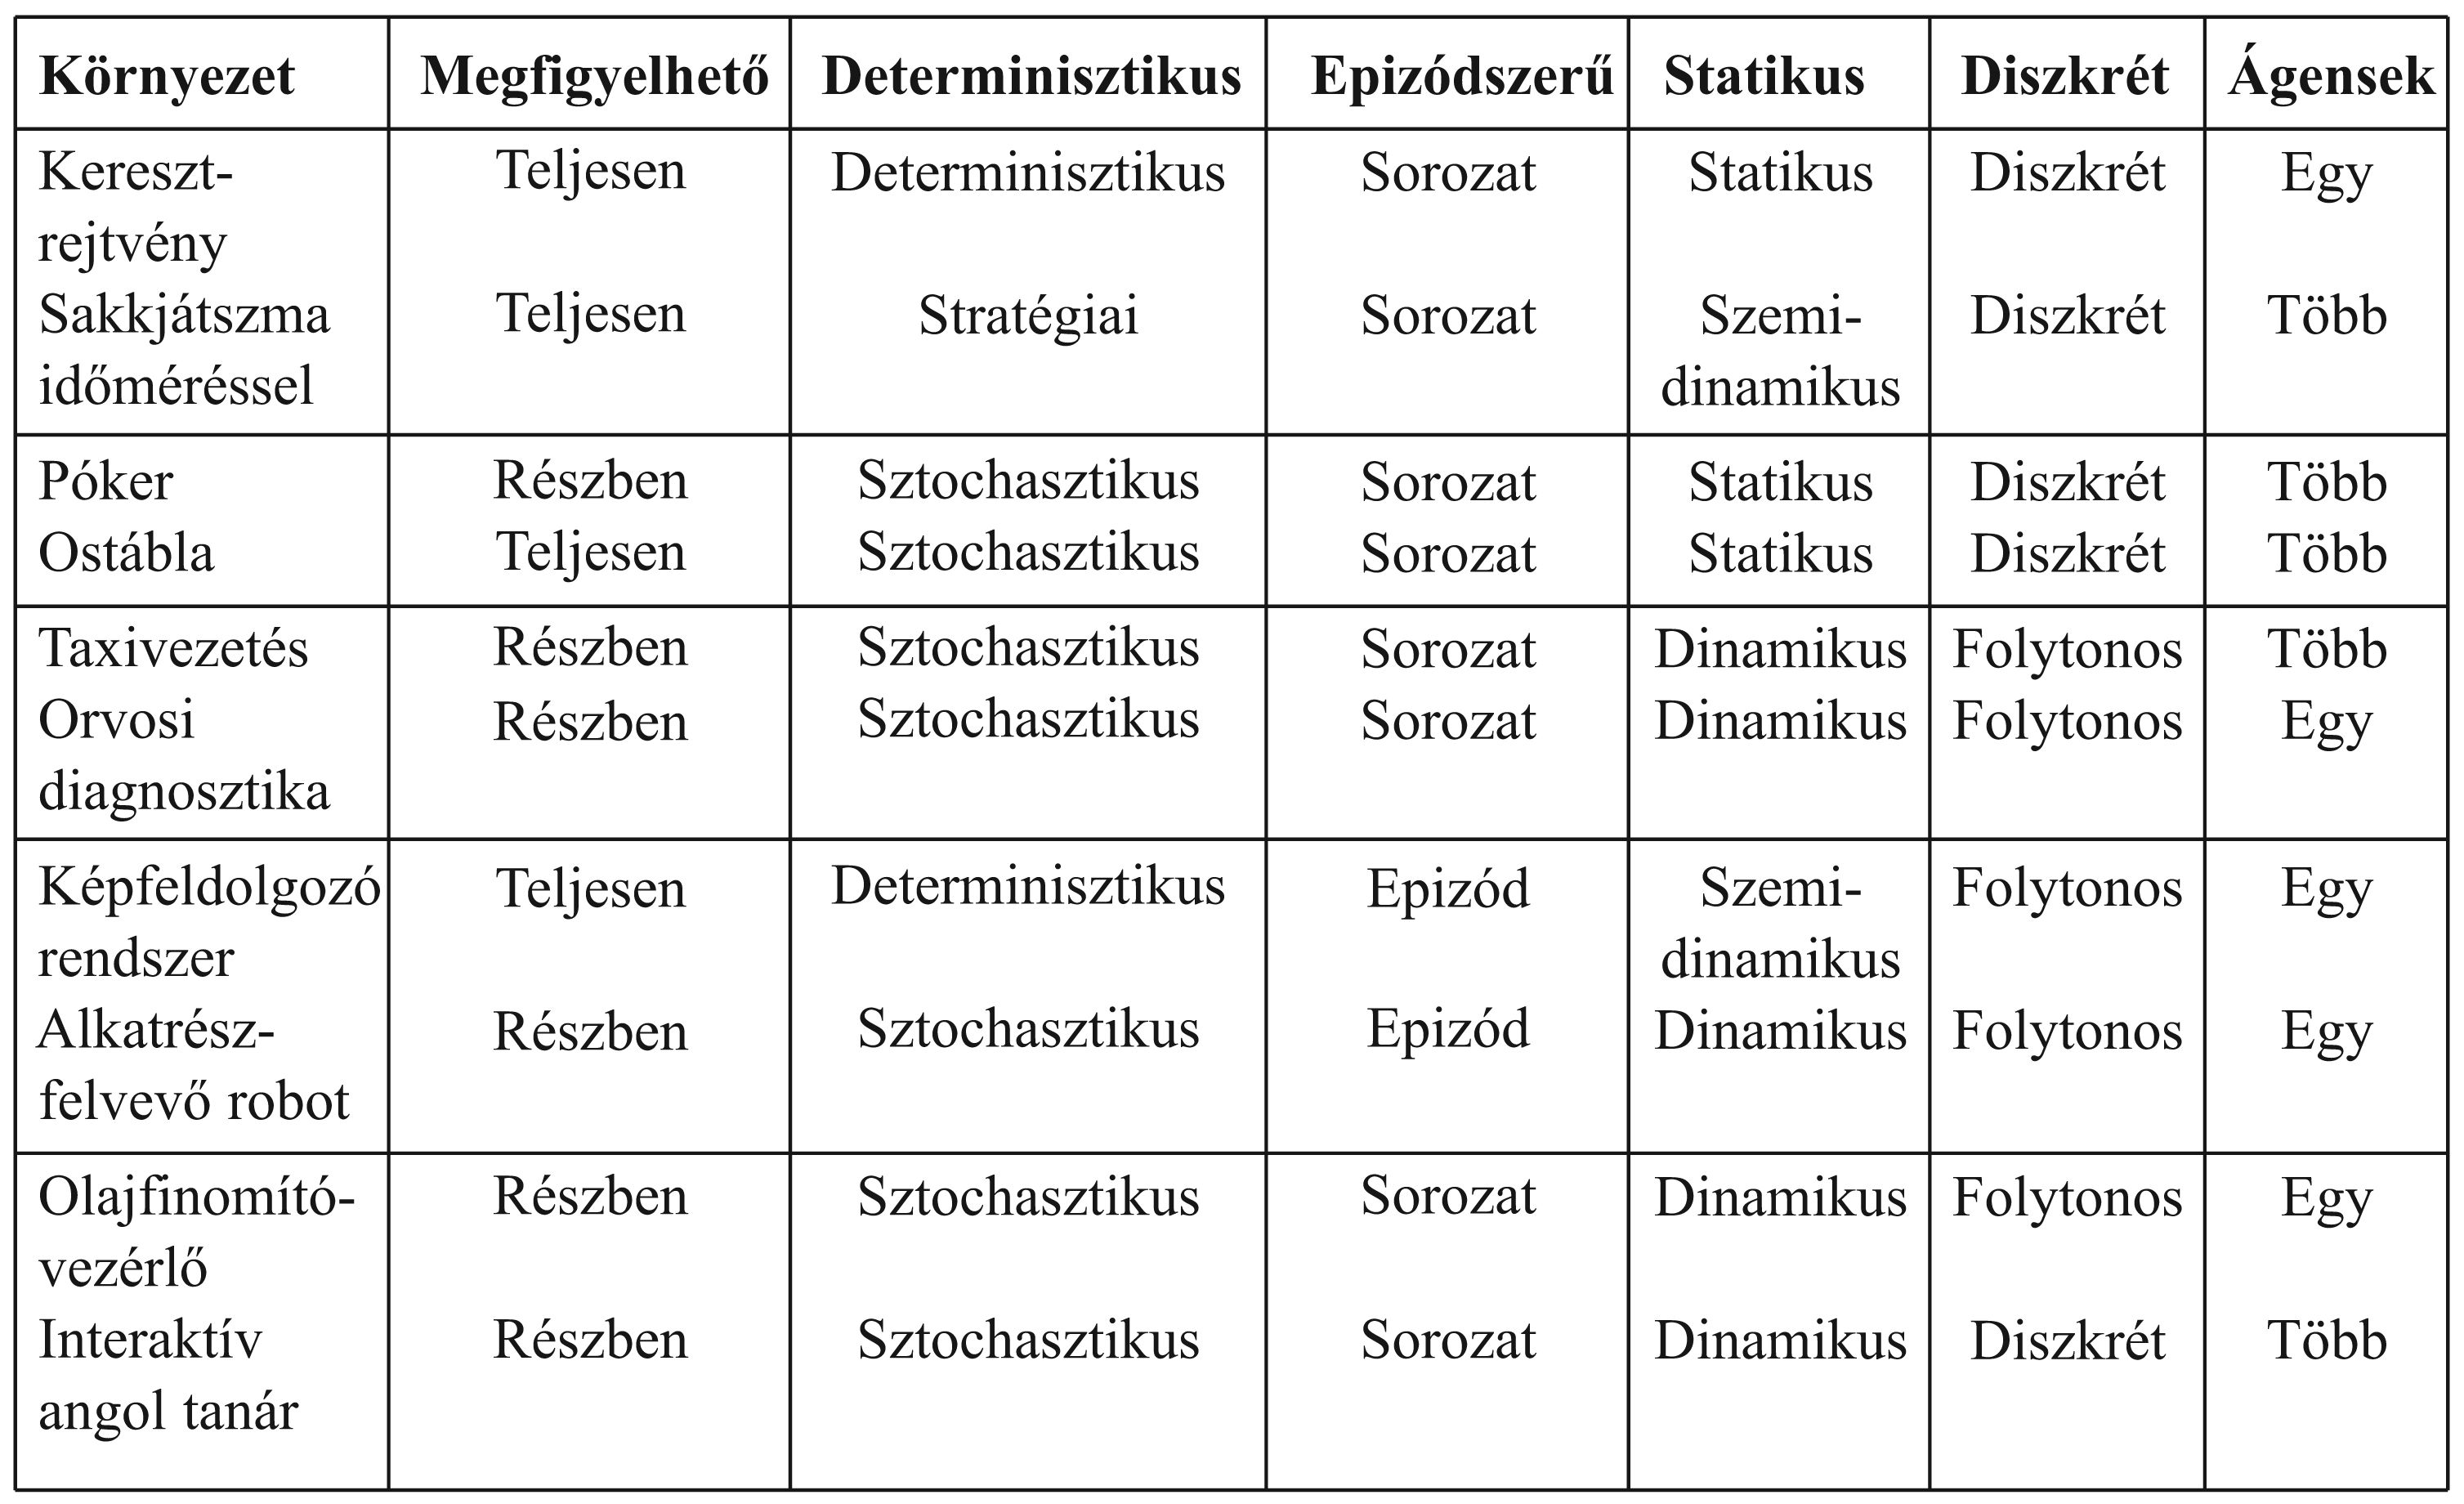 Környezet Megfigyelhető Determinisztikus Epizódszerű Statikus Diszkrét Ágensek
Kereszt- Teljesen Determinisztikus Sorozat Statikus Diszkrét Egy
rejtvény
Sakkjátszma Teljesen Stratégiai Sorozat Szemi- Diszkrét Több
időméréssel dinamikus
Póker Részben Sztochasztikus Sorozat Statikus Diszkrét Több
Ostábla Teljesen Sztochasztikus Sorozat Statikus Diszkrét Több
Taxivezetés Részben Sztochasztikus Sorozat Dinamikus Folytonos Több
Orvosi Részben Sztochasztikus Sorozat Dinamikus Folytonos Egy
diagnosztika
Képfeldolgozó Teljesen Determinisztikus Epizód Szemi- Folytonos Egy
rendszer dinamikus
Alkatrész- Részben Sztochasztikus Epizód Dinamikus Folytonos Egy
felvevő robot
Olajfinomító- Részben Sztochasztikus Sorozat Dinamikus Folytonos Egy
vezérlő
Interaktív Részben Sztochasztikus Sorozat Dinamikus Diszkrét Több
angol tanár